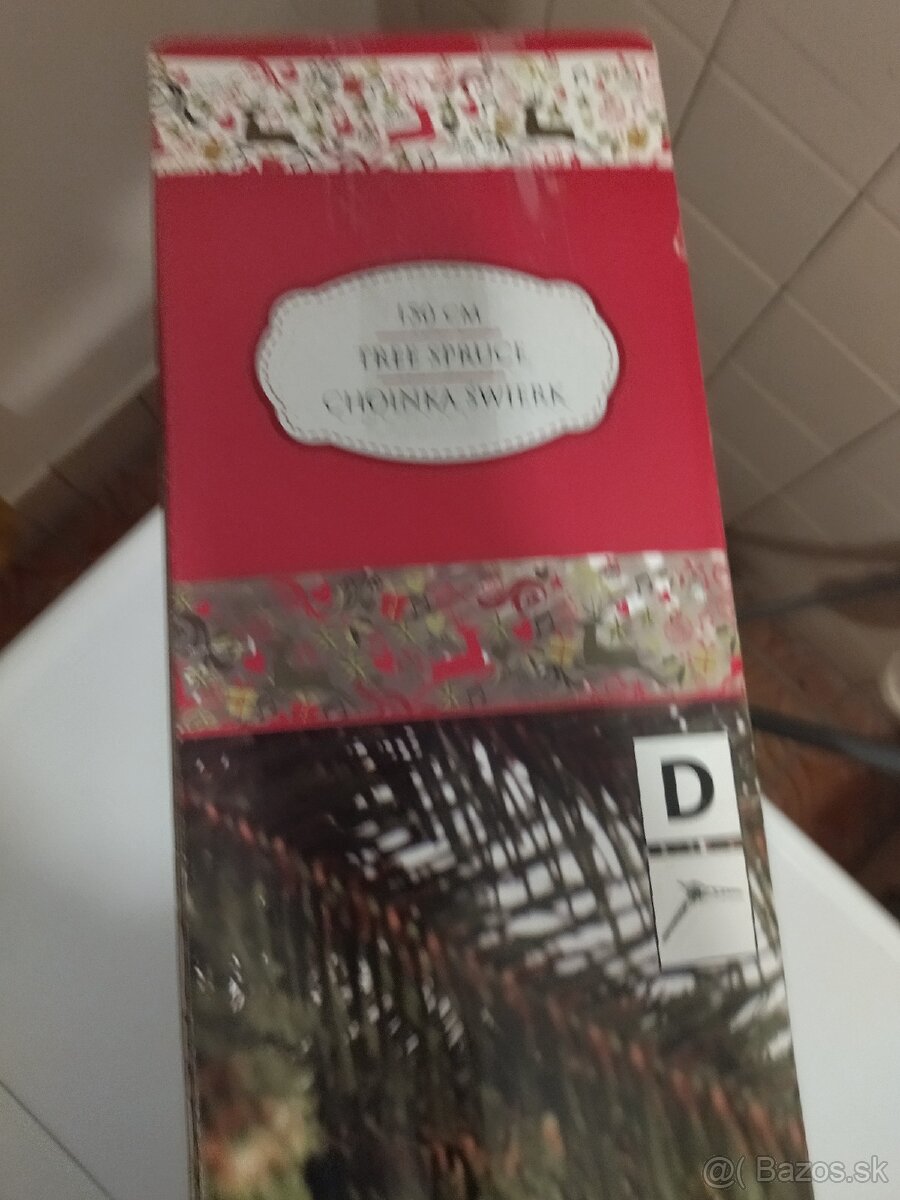 150 CM
TREE SPRUCE
CHOINKA ŚWIERK
D
@( Bazos.sk